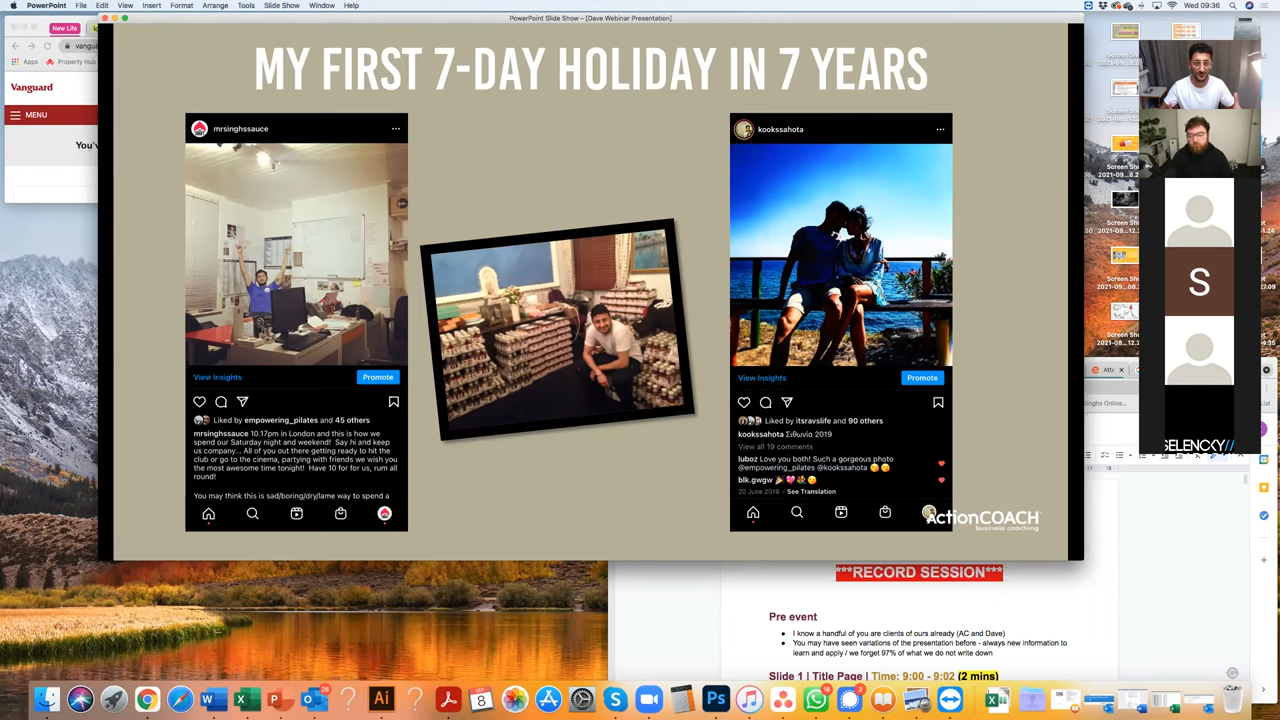 PowerPoint File Edit View Insert Format Arrange Tools Slide Show Window Help
Wed 09:36
PowerPoint Slide Show – [Dave Webinar Presentation]
New Life
Apps Property Hub
Vanguard
MENU
MY FIRST 7-DAY HOLIDAY IN 7 YEARS
mrsinghssauce
View Insights
Promote
Liked by empowering_pilates and 45 others
mrsinghssauce 10.17pm in London and this is how we
spend our Saturday night and weekend! Say hi and keep
us company... All of you out there getting ready to hit the
club or go to the cinema, partying with friends we wish you
the most awesome time tonight! Have 10 for for us, rum all
round!
You may think this is sad/boring/dry/lame way to spend a
kookssahota
View Insights
Promote
Liked by itsravslife and 90 others
kookssahota Σιθωνία 2019
View all 19 comments
luboz Love you both! Such a gorgeous photo
@empowering_pilates @kookssahota
blk.gwgw
20 June 2019 · See Translation
ActionCOACH
business coaching
S
SELENCKY//
***RECORD SESSION***
Pre event
I know a handful of you are clients of ours already (AC and Dave)
You may have seen variations of the presentation before - always new information to
learn and apply / we forget 97% of what we do not write down
Slide 1 | Title Page | Time: 9:00 - 9:02 (2 mins)